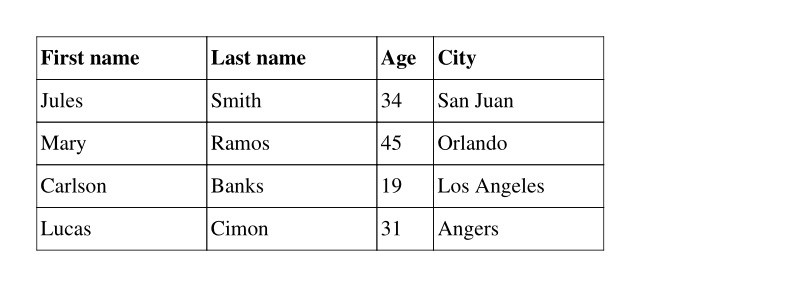 First name Last name Age City
Jules Smith 34 San Juan
Mary Ramos 45 Orlando
Carlson Banks 19 Los Angeles
Lucas Cimon 31 Angers